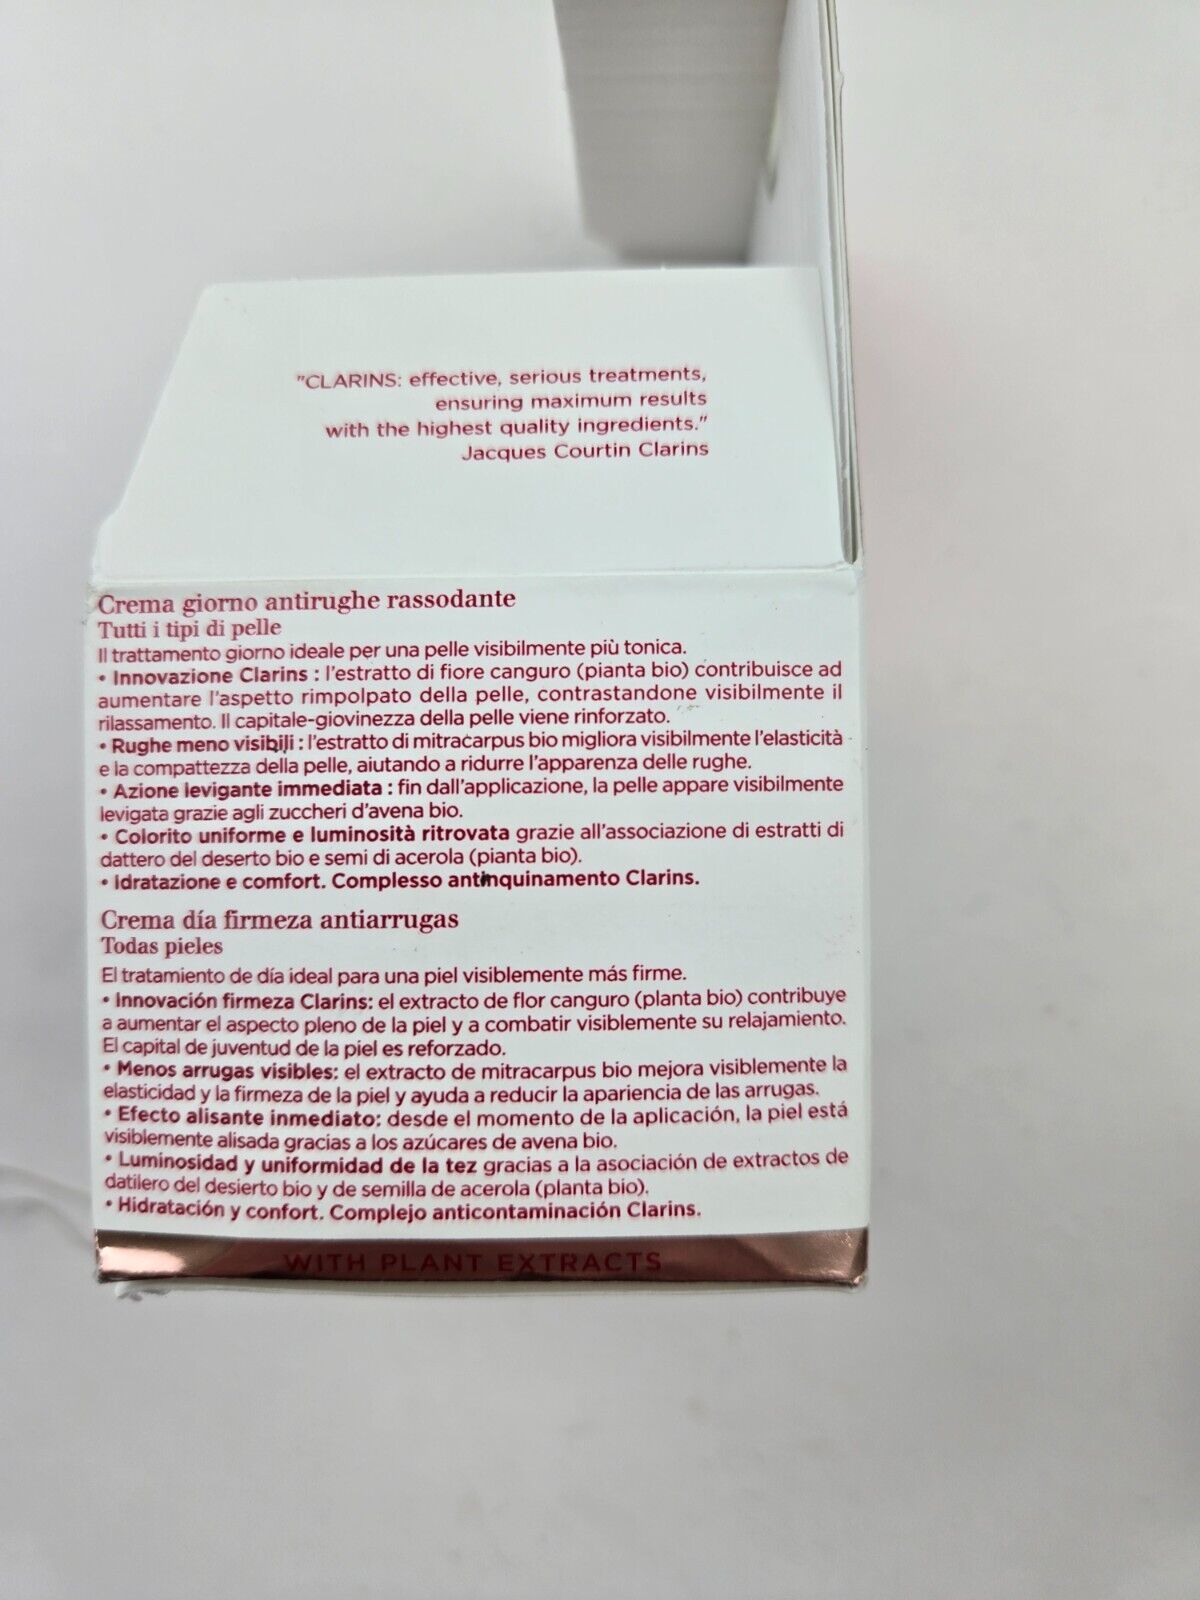 "CLARINS: effective, serious treatments,
ensuring maximum results
with the highest quality ingredients."
Jacques Courtin Clarins
Crema giorno antirughe rassodante
Tutti i tipi di pelle
Il trattamento giorno ideale per una pelle visibilmente più tonica.
• Innovazione Clarins : l'estratto di fiore canguro (pianta bio) contribuisce ad
aumentare l'aspetto rimpolpato della pelle, contrastandone visibilmente il
rilassamento. Il capitale-giovinezza della pelle viene rinforzato.
• Rughe meno visibili : l'estratto di mitracarpus bio migliora visibilmente l'elasticità
e la compattezza della pelle, aiutando a ridurre l'apparenza delle rughe.
• Azione levigante immediata : fin dall'applicazione, la pelle appare visibilmente
levigata grazie agli zuccheri d'avena bio.
• Colorito uniforme e luminosità ritrovata grazie all'associazione di estratti di
dattero del deserto bio e semi di acerola (pianta bio).
• Idratazione e comfort. Complesso antinquinamento Clarins.
Crema día firmeza antiarrugas
Todas pieles
El tratamiento de día ideal para una piel visiblemente más firme.
• Innovación firmeza Clarins: el extracto de flor canguro (planta bio) contribuye
a aumentar el aspecto pleno de la piel y a combatir visiblemente su relajamiento.
El capital de juventud de la piel es reforzado.
• Menos arrugas visibles: el extracto de mitracarpus bio mejora visiblemente la
elasticidad y la firmeza de la piel y ayuda a reducir la apariencia de las arrugas.
• Efecto alisante inmediato: desde el momento de la aplicación, la piel está
visiblemente alisada gracias a los azúcares de avena bio.
• Luminosidad y uniformidad de la tez gracias a la asociación de extractos de
datilero del desierto bio y de semilla de acerola (planta bio).
• Hidratación y confort. Complejo anticontaminación Clarins.
WITH PLANT EXTRACTS